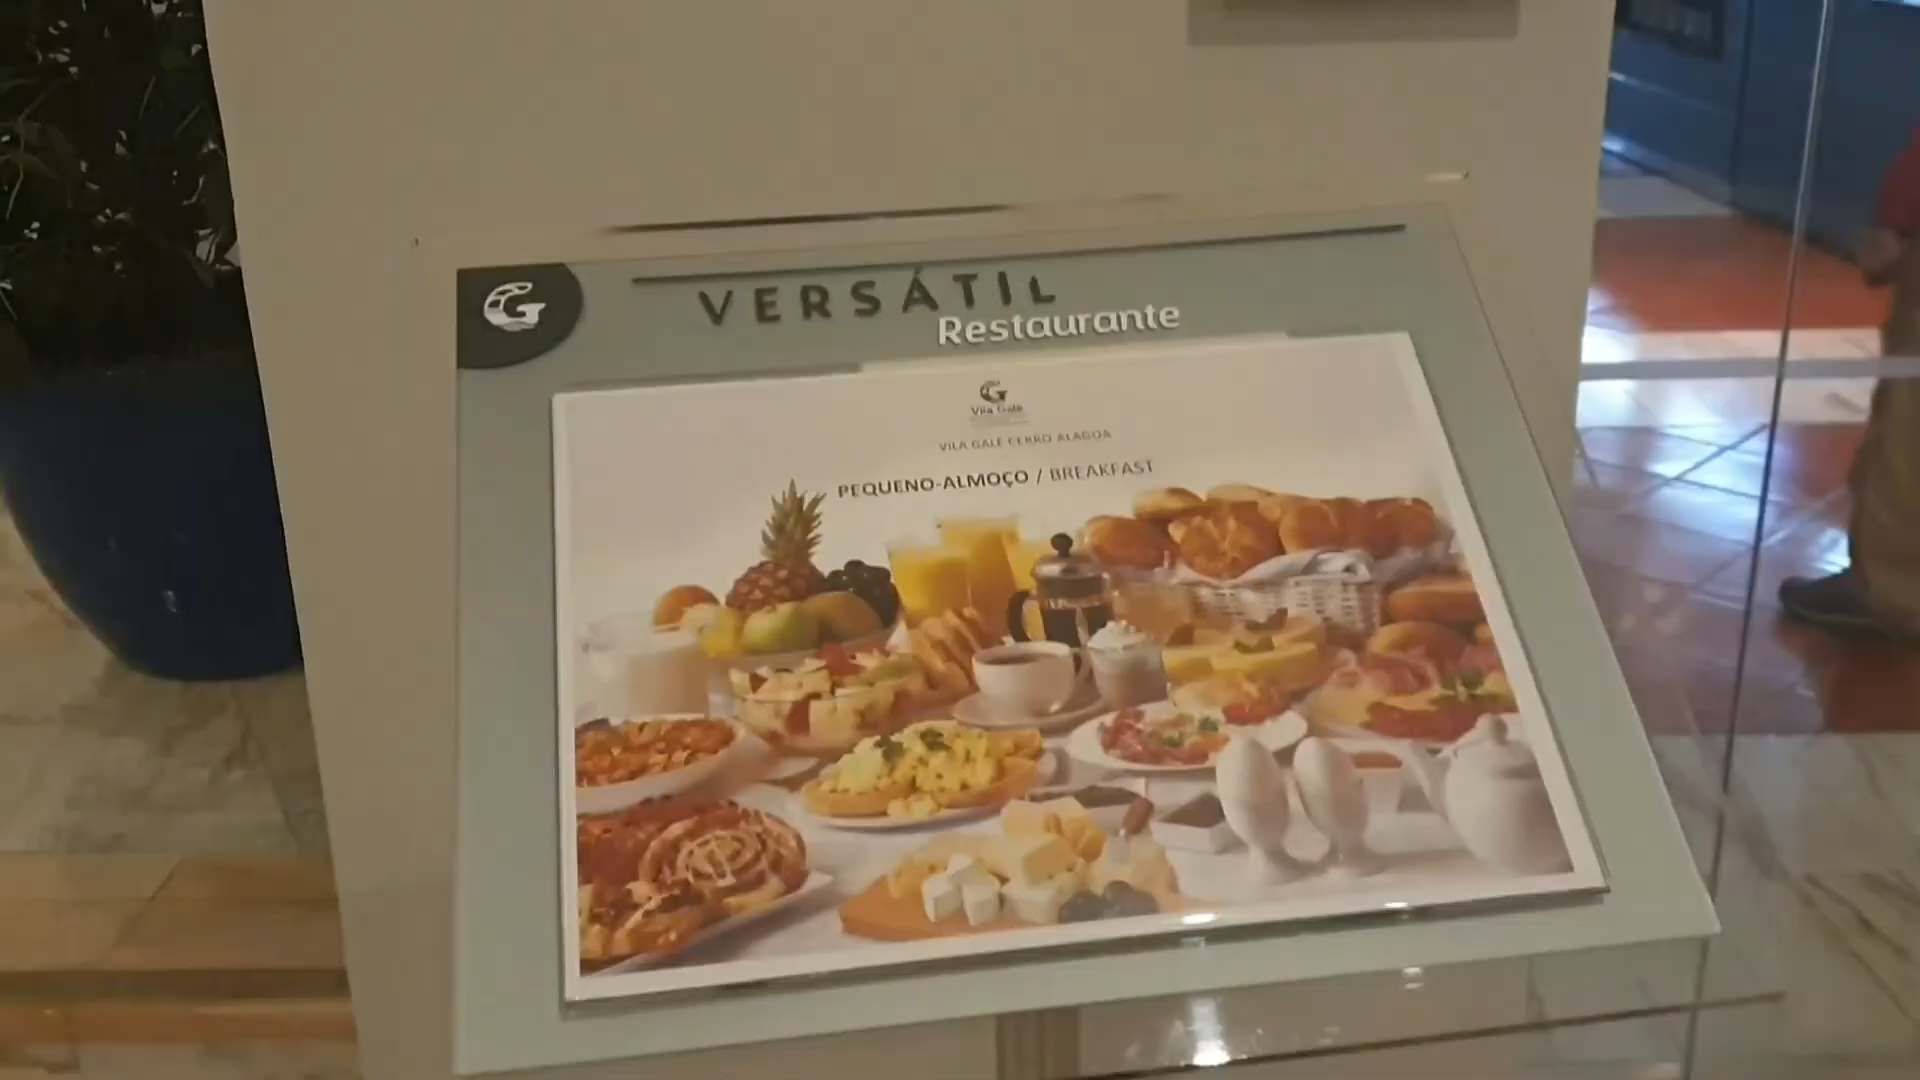 VERSÁTIL
Restaurante
Vila Galé
VILA GALÉ CERRO ALAGOA
PEQUENO-ALMOÇO / BREAKFAST